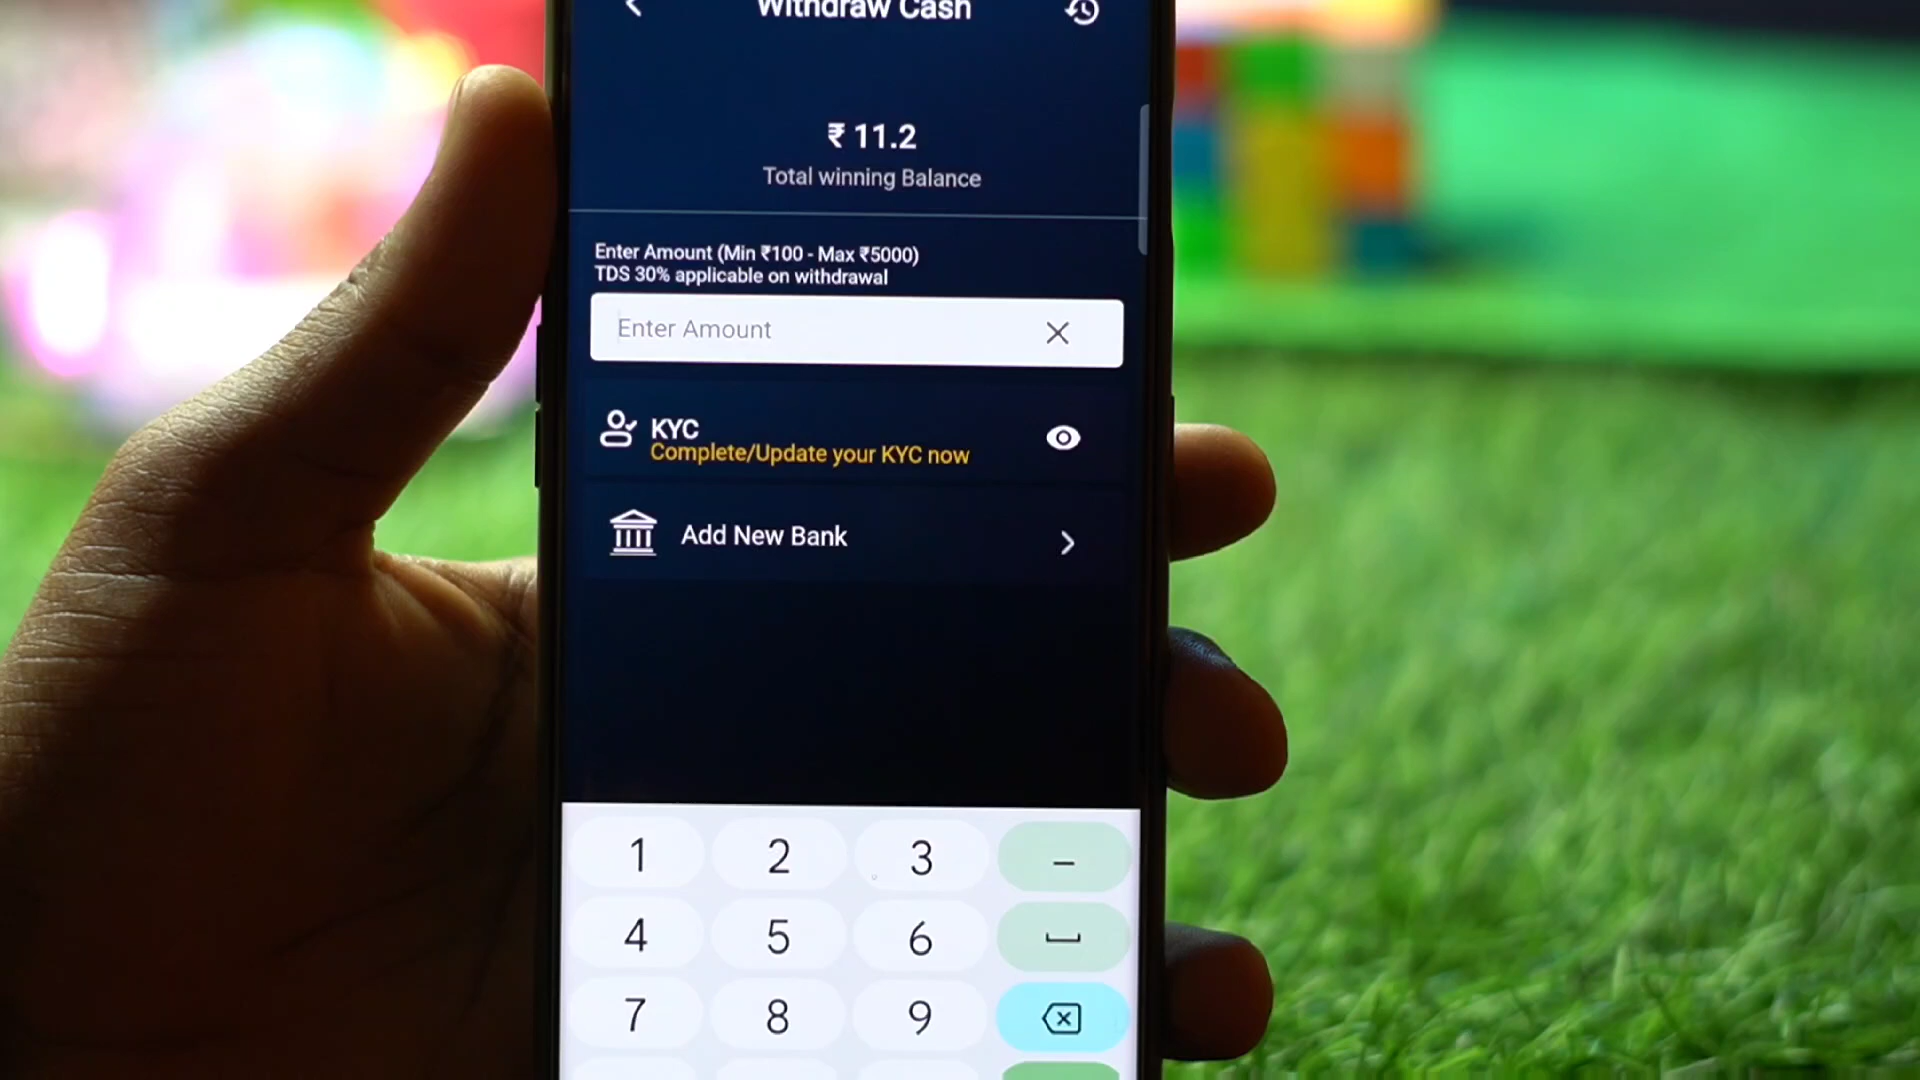 Withdraw Cash
₹ 11.2
Total winning Balance
Enter Amount (Min ₹100 - Max ₹5000)
TDS 30% applicable on withdrawal
Enter Amount
KYC
Complete/Update your KYC now
Add New Bank
1 2 3 –
4 5 6
7 8 9